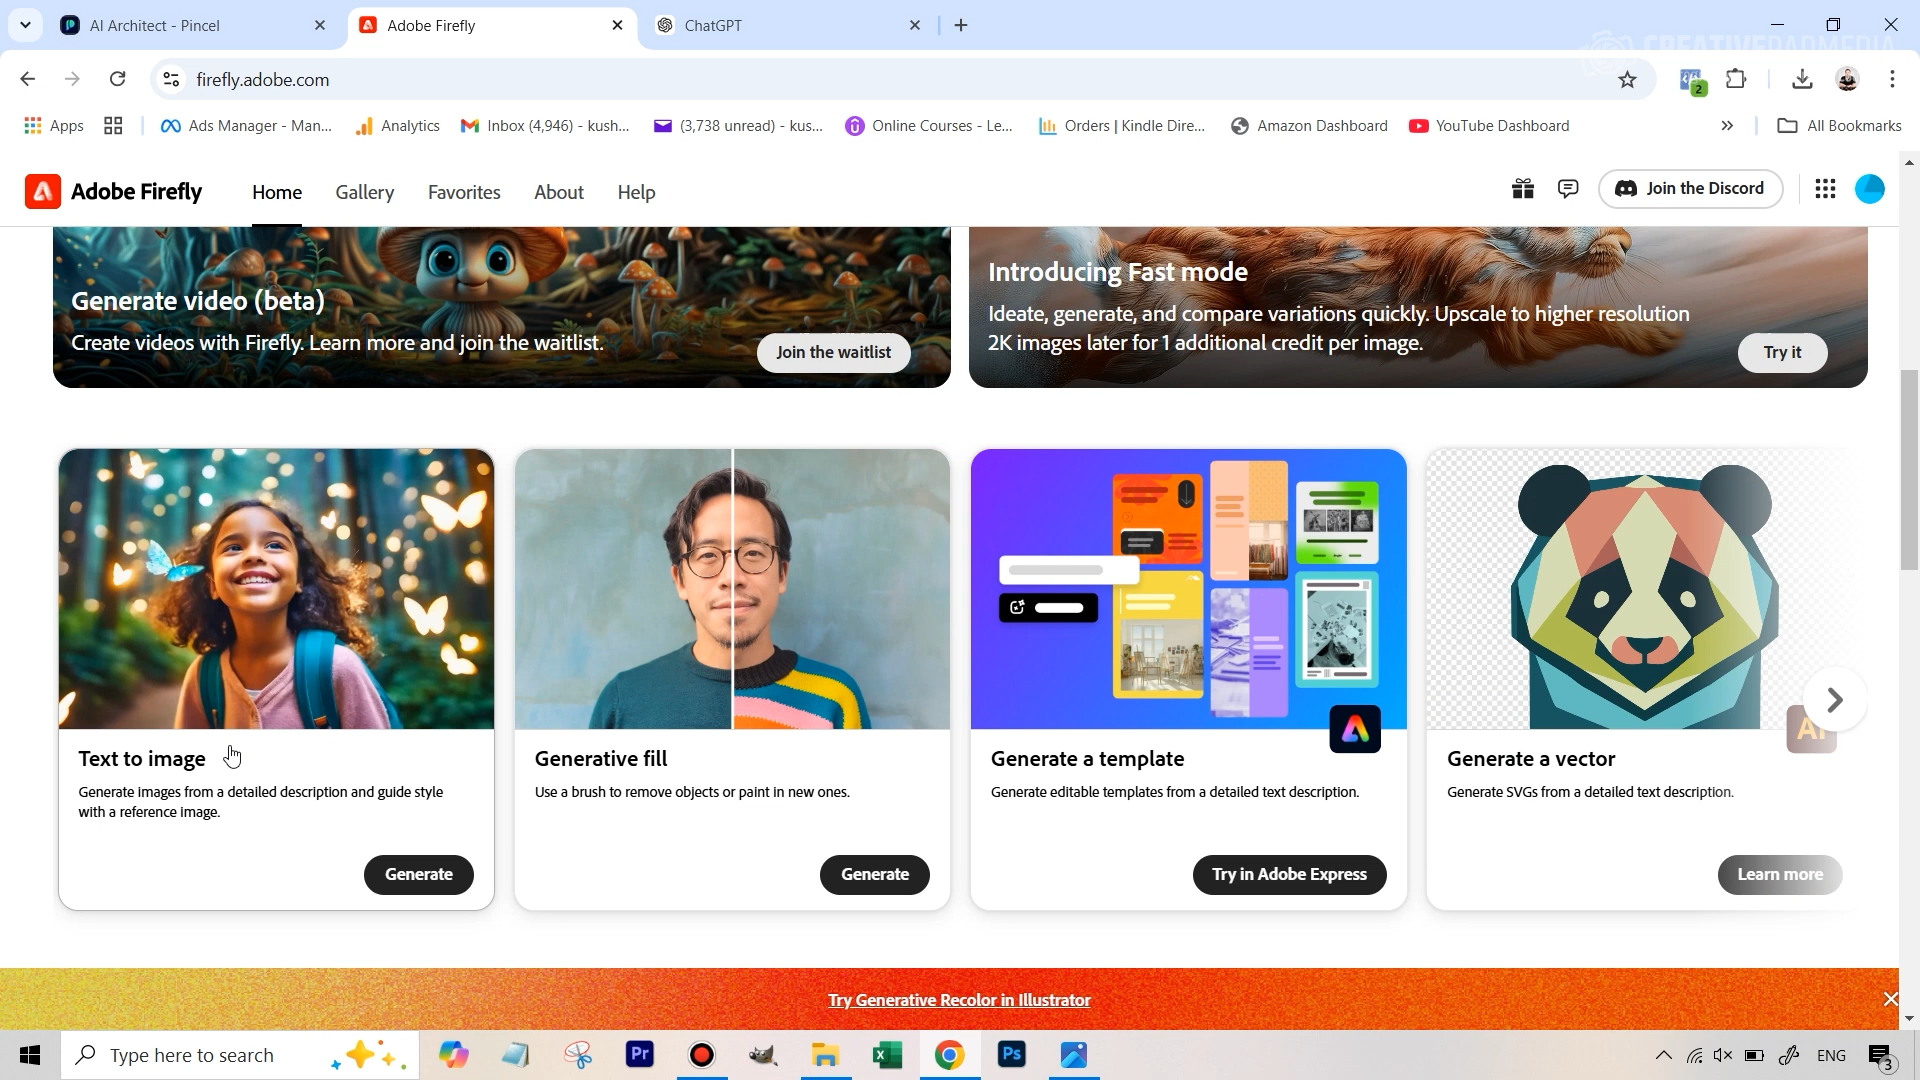 AI Architect - Pincel
Adobe Firefly
ChatGPT
CREATIVEDADMEDIA
firefly.adobe.com
2
Apps
Ads Manager - Man...
Analytics
Inbox (4,946) - kush...
(3,738 unread) - kus...
Online Courses - Le...
Orders | Kindle Dire...
Amazon Dashboard
YouTube Dashboard
All Bookmarks
Adobe Firefly
Home
Gallery
Favorites
About
Help
Join the Discord
Generate video (beta)
Create videos with Firefly. Learn more and join the waitlist.
Join the waitlist
Introducing Fast mode
Ideate, generate, and compare variations quickly. Upscale to higher resolution
2K images later for 1 additional credit per image.
Try it
Text to image
Generate images from a detailed description and guide style
with a reference image.
Generate
Generative fill
Use a brush to remove objects or paint in new ones.
Generate
Generate a template
Generate editable templates from a detailed text description.
Try in Adobe Express
Ai
Generate a vector
Generate SVGs from a detailed text description.
Learn more
Try Generative Recolor in Illustrator
Type here to search
Pr
Ps
ENG
3